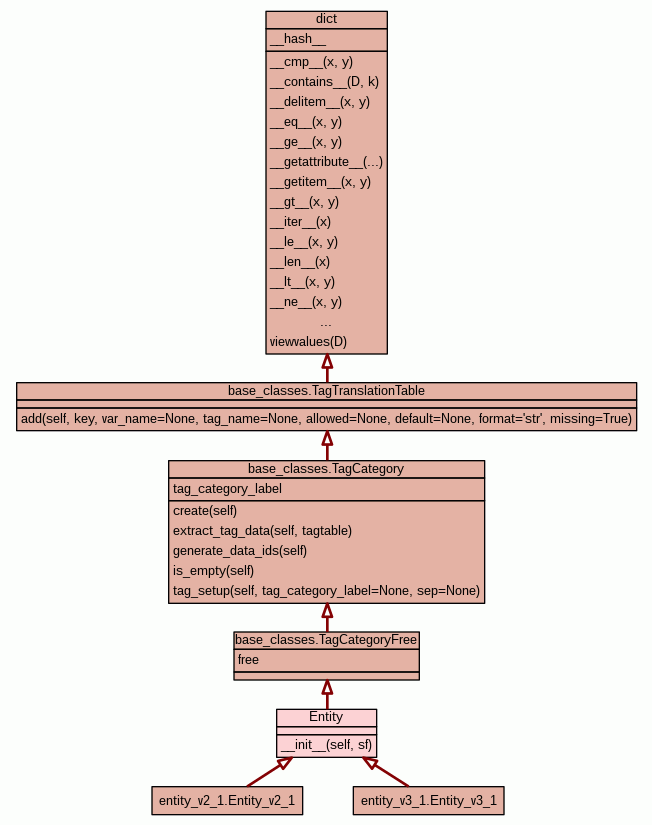 dict
__hash__
__cmp__(x, y)
__contains__(D, k)
__delitem__(x, y)
__eq__(x, y)
__ge__(x, y)
__getattribute__(...)
__getitem__(x, y)
__gt__(x, y)
__iter__(x)
__le__(x, y)
__len__(x)
__lt__(x, y)
__ne__(x, y)
...
viewvalues(D)
base_classes.TagTranslationTable
add(self, key, var_name=None, tag_name=None, allowed=None, default=None, format='str', missing=True)
base_classes.TagCategory
tag_category_label
create(self)
extract_tag_data(self, tagtable)
generate_data_ids(self)
is_empty(self)
tag_setup(self, tag_category_label=None, sep=None)
base_classes.TagCategoryFree
free
Entity
__init__(self, sf)
entity_v2_1.Entity_v2_1
entity_v3_1.Entity_v3_1